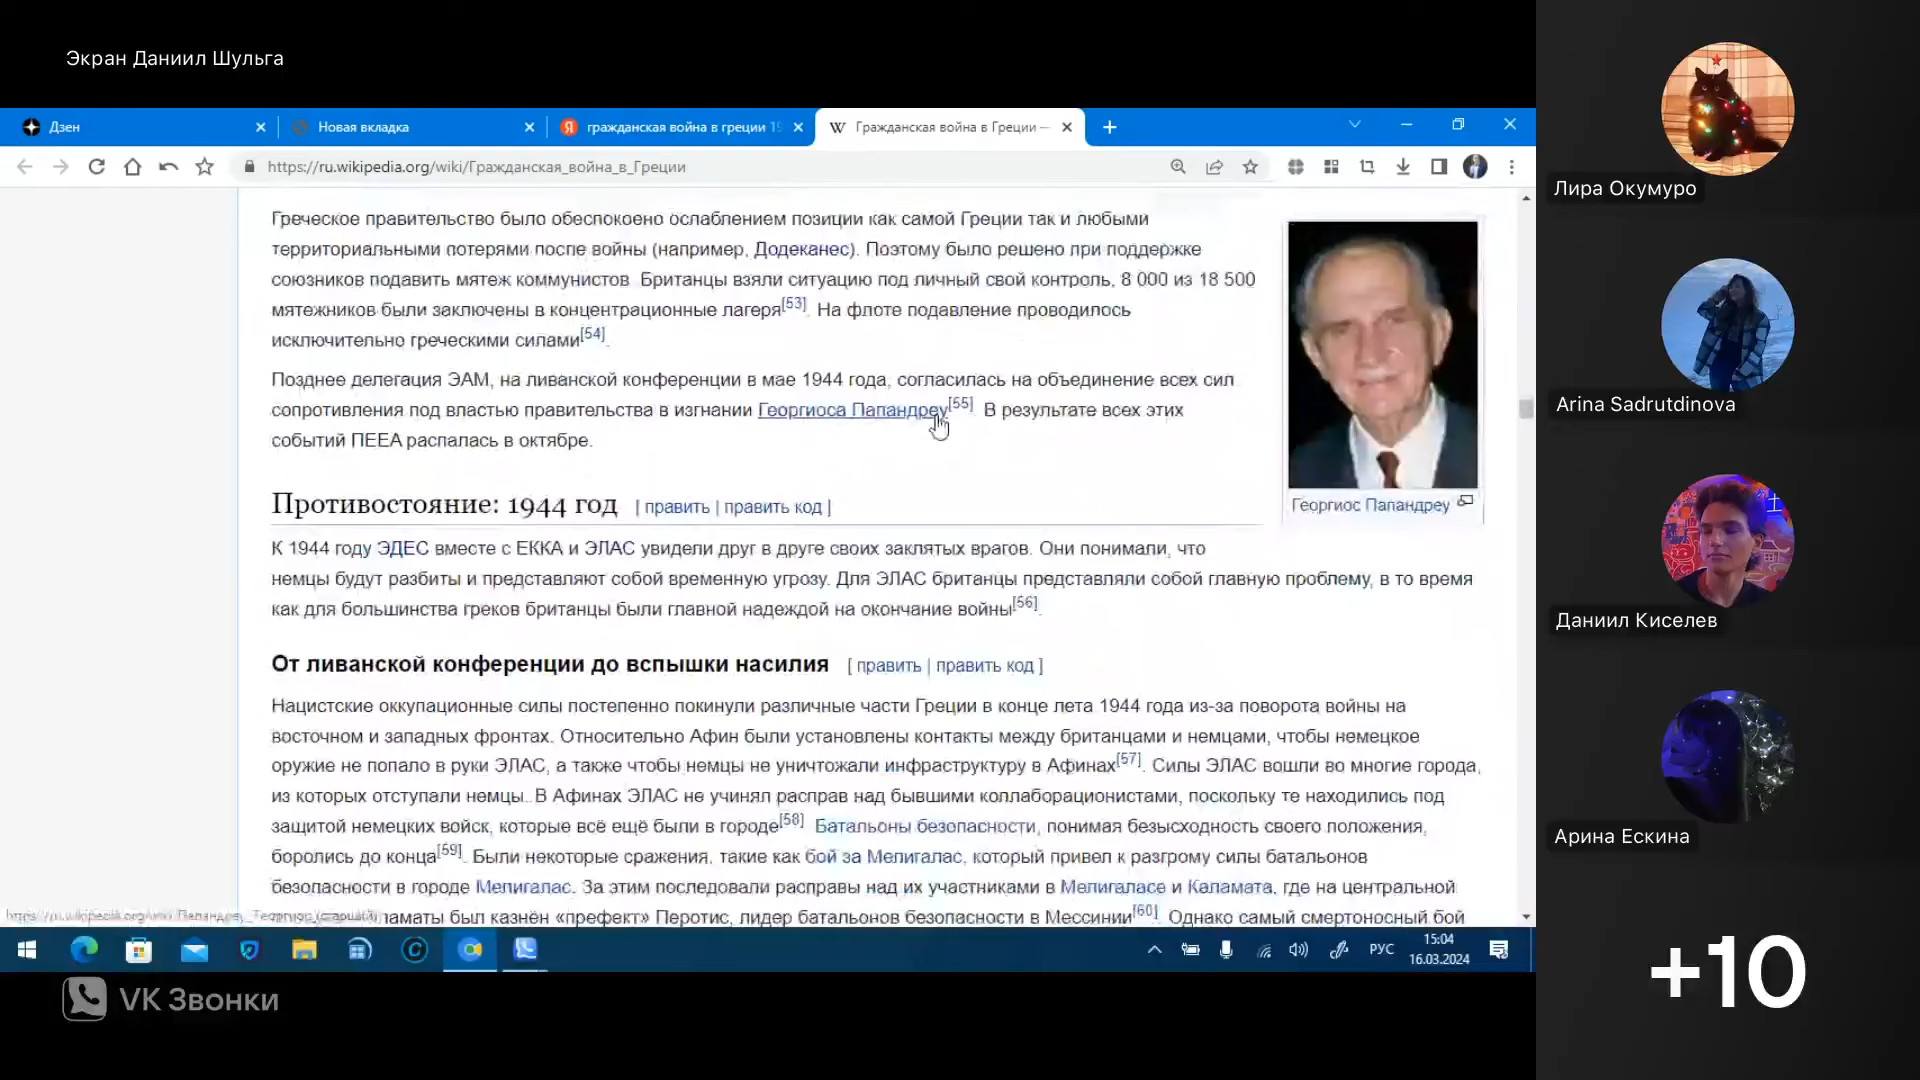 Экран Даниил Шульга
Дзен
Новая вкладка
гражданская война в греции 19
Гражданская война в Греции —
https://ru.wikipedia.org/wiki/Гражданская_война_в_Греции
Греческое правительство было обеспокоено ослаблением позиции как самой Греции так и любыми
территориальными потерями после войны (например, Додеканес). Поэтому было решено при поддержке
союзников подавить мятеж коммунистов. Британцы взяли ситуацию под личный свой контроль, 8 000 из 18 500
мятежников были заключены в концентрационные лагеря[53]. На флоте подавление проводилось
исключительно греческими силами[54].
Позднее делегация ЭАМ, на ливанской конференции в мае 1944 года, согласилась на объединение всех сил
сопротивления под властью правительства в изгнании Георгиоса Папандреу[55]. В результате всех этих
событий ПЕЕА распалась в октябре.
Георгиос Папандреу
Противостояние: 1944 год [ править | править код ]
К 1944 году ЭДЕС вместе с ЕККА и ЭЛАС увидели друг в друге своих заклятых врагов. Они понимали, что
немцы будут разбиты и представляют собой временную угрозу. Для ЭЛАС британцы представляли собой главную проблему, в то время
как для большинства греков британцы были главной надеждой на окончание войны[56].
От ливанской конференции до вспышки насилия [ править | править код ]
Нацистские оккупационные силы постепенно покинули различные части Греции в конце лета 1944 года из-за поворота войны на
восточном и западных фронтах. Относительно Афин были установлены контакты между британцами и немцами, чтобы немецкое
оружие не попало в руки ЭЛАС, а также чтобы немцы не уничтожали инфраструктуру в Афинах[57]. Силы ЭЛАС вошли во многие города,
из которых отступали немцы. В Афинах ЭЛАС не учинял расправ над бывшими коллаборационистами, поскольку те находились под
защитой немецких войск, которые всё ещё были в городе[58]. Батальоны безопасности, понимая безысходность своего положения,
боролись до конца[59]. Были некоторые сражения, такие как бой за Мелигалас, который привел к разгрому силы батальонов
безопасности в городе Мелигалас. За этим последовали расправы над их участниками в Мелигаласе и Каламата, где на центральной
ламаты был казнён «префект» Перотис, лидер батальонов безопасности в Мессинии[60]. Однако самый смертоносный бой
РУС
15:04
16.03.2024
VK Звонки
Лира Окумуро
Arina Sadrutdinova
Даниил Киселев
Арина Ескина
+10